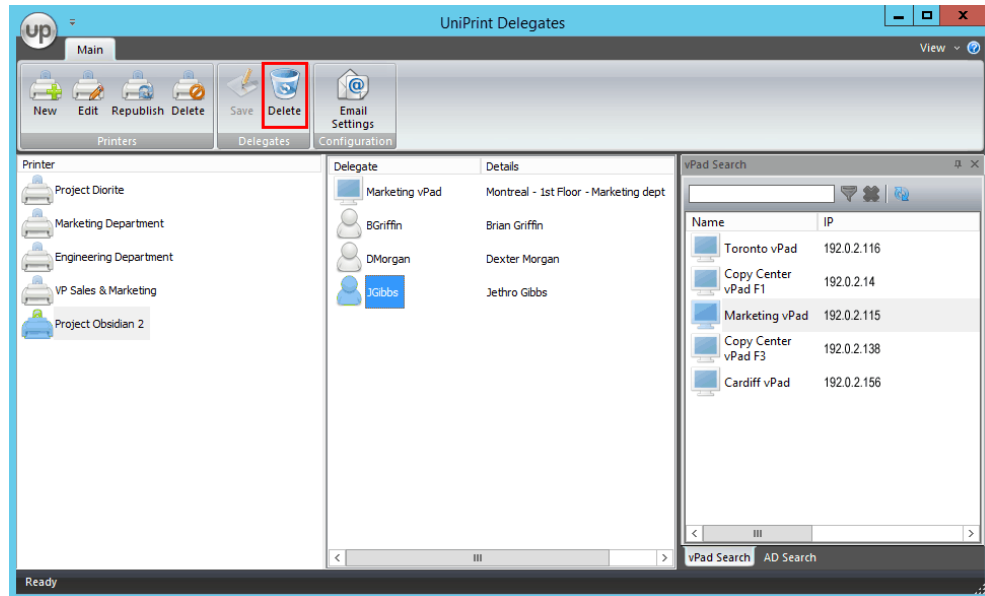 UniPrint Delegates
up
Main
View
New Edit Republish Delete Save Delete Email Settings
Printers Delegates Configuration
Printer
Project Diorite
Marketing Department
Engineering Department
VP Sales & Marketing
Project Obsidian 2
Delegate Details
Marketing vPad Montreal - 1st Floor - Marketing dept
BGriffin Brian Griffin
DMorgan Dexter Morgan
JGibbs Jethro Gibbs
vPad Search
Name IP
Toronto vPad 192.0.2.116
Copy Center
vPad F1 192.0.2.14
Marketing vPad 192.0.2.115
Copy Center
vPad F3 192.0.2.138
Cardiff vPad 192.0.2.156
vPad Search AD Search
Ready